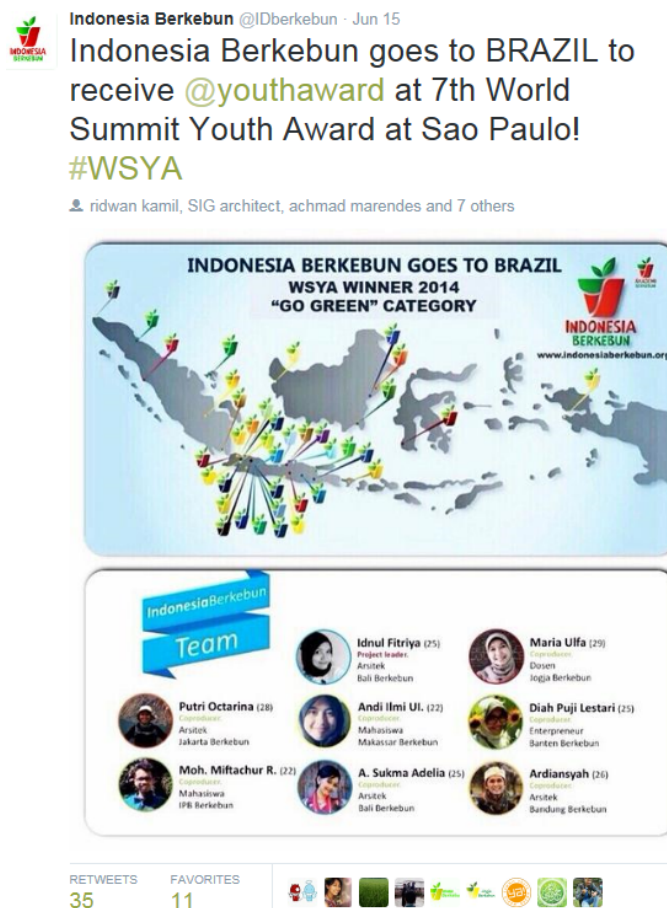 Indonesia Berkebun @IDberkebun · Jun 15
INDONESIA
BERKEBUN
Indonesia Berkebun goes to BRAZIL to
receive @youthaward at 7th World
Summit Youth Award at Sao Paulo!
#WSYA
ridwan kamil, SIG architect, achmad marendes and 7 others
INDONESIA BERKEBUN GOES TO BRAZIL
WSYA WINNER 2014
“GO GREEN” CATEGORY
INDONESIA
BERKEBUN
www.indonesiaberkebun.org
IndonesiaBerkebun
Team
Idnul Fitriya (25)
Project leader.
Arsitek
Bali Berkebun
Maria Ulfa (29)
Coproducer.
Dosen
Jogja Berkebun
Putri Octarina (28)
Coproducer.
Arsitek
Jakarta Berkebun
Andi Ilmi UI. (22)
Coproducer.
Mahasiswa
Makassar Berkebun
Diah Puji Lestari (25)
Coproducer.
Enterpreneur
Banten Berkebun
Moh. Miftachur R. (22)
Coproducer.
Mahasiswa
IPB Berkebun
A. Sukma Adelia (25)
Coproducer.
Arsitek
Bali Berkebun
Ardiansyah (26)
Coproducer.
Arsitek
Bandung Berkebun
RETWEETS
35
FAVORITES
11